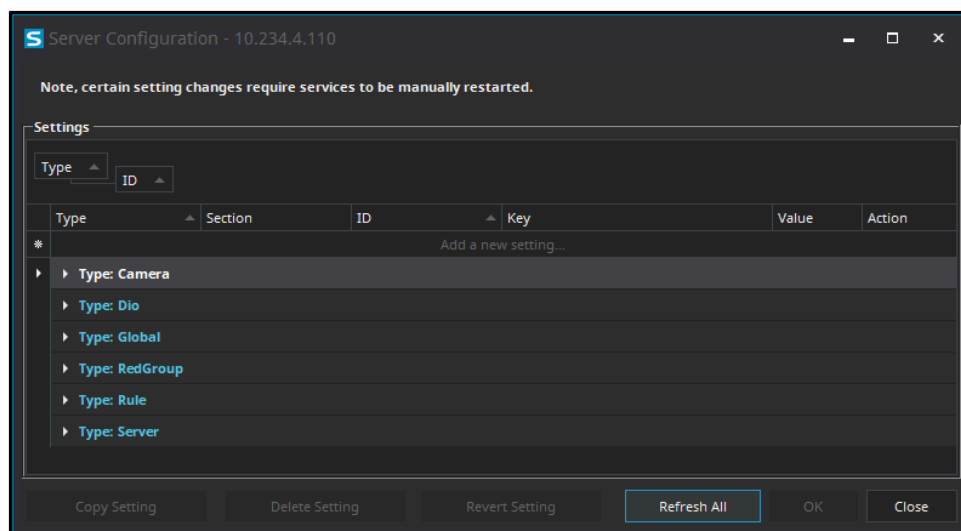 S Server Configuration - 10.234.4.110
Note, certain setting changes require services to be manually restarted.
Settings
Type
ID
Type Section ID Key Value Action
Add a new setting...
Type: Camera
Type: Dio
Type: Global
Type: RedGroup
Type: Rule
Type: Server
Copy Setting Delete Setting Revert Setting Refresh All OK Close